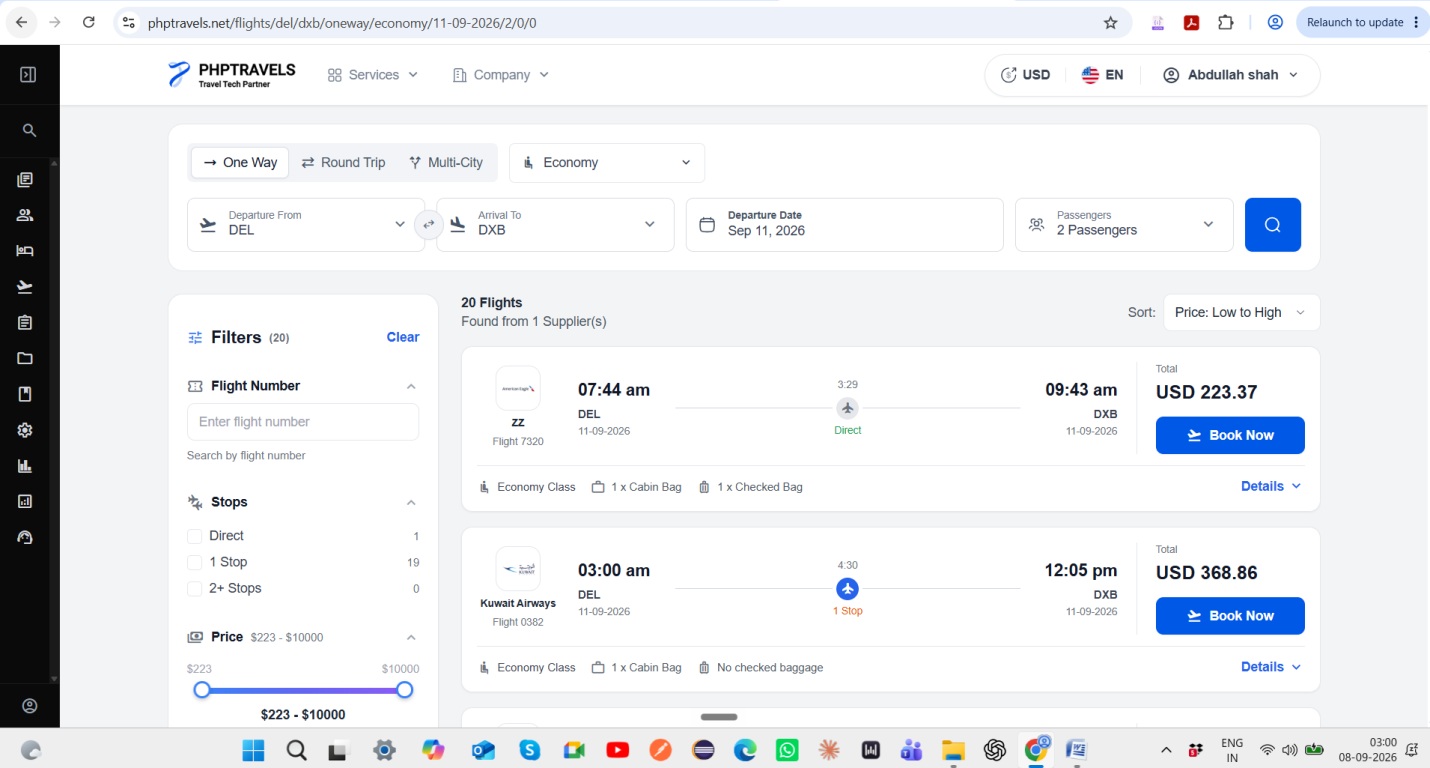 phptravels.net/flights/del/dxb/oneway/economy/11-09-2026/2/0/0
Relaunch to update
PHPTRAVELS
Travel Tech Partner
Services
Company
USD
EN
Abdullah shah
One Way
Round Trip
Multi-City
Economy
Departure From
DEL
Arrival To
DXB
Departure Date
Sep 11, 2026
Passengers
2 Passengers
Filters (20)
Clear
Flight Number
Enter flight number
Search by flight number
Stops
Direct 1
1 Stop 19
2+ Stops 0
Price $223 - $10000
$223 $10000
$223 - $10000
20 Flights
Found from 1 Supplier(s)
Sort: Price: Low to High
ZZ
Flight 7320
07:44 am
DEL
11-09-2026
3:29
Direct
09:43 am
DXB
11-09-2026
Total
USD 223.37
Book Now
Economy Class
1 x Cabin Bag
1 x Checked Bag
Details
KUWAIT
Kuwait Airways
Flight 0382
03:00 am
DEL
11-09-2026
4:30
1 Stop
12:05 pm
DXB
11-09-2026
Total
USD 368.86
Book Now
Economy Class
1 x Cabin Bag
No checked baggage
Details
ENG
IN
03:00
08-09-2026